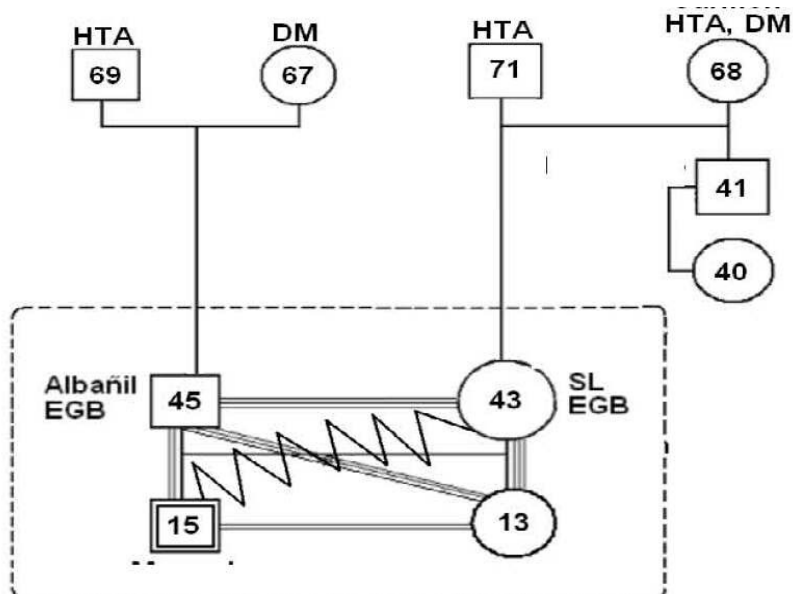 HTA
DM
HTA
HTA, DM
69
67
71
68
41
40
Albañil
EGB
45
43
SL
EGB
15
13